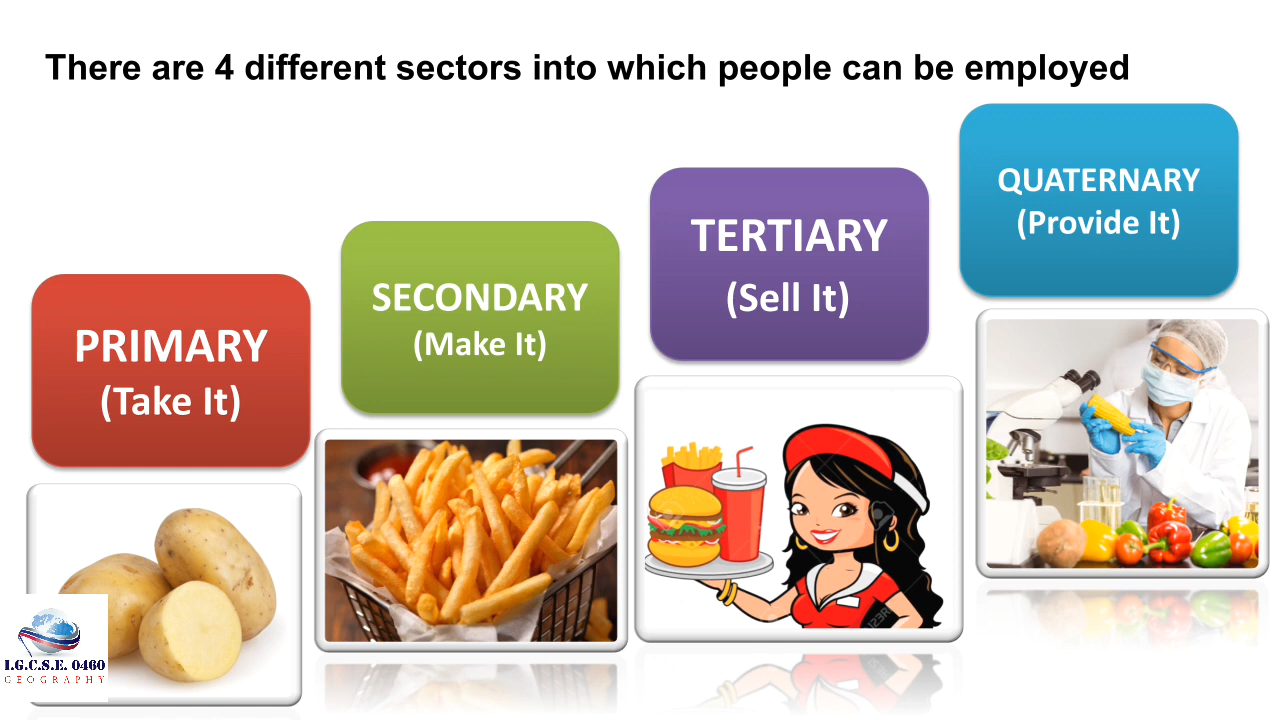 There are 4 different sectors into which people can be employed
PRIMARY
(Take It)
SECONDARY
(Make It)
TERTIARY
(Sell It)
QUATERNARY
(Provide It)
I.G.C.S.E. 0460
GEOGRAPHY